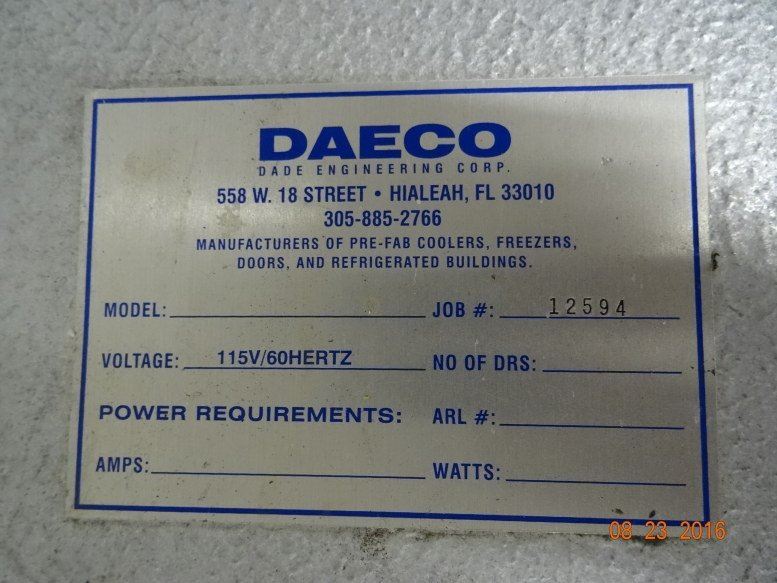 DAECO
DADE ENGINEERING CORP.
558 W. 18 STREET • HIALEAH, FL 33010
305-885-2766
MANUFACTURERS OF PRE-FAB COOLERS, FREEZERS,
DOORS, AND REFRIGERATED BUILDINGS.
MODEL: JOB #: 12594
VOLTAGE: 115V/60HERTZ NO OF DRS:
POWER REQUIREMENTS: ARL #:
AMPS: WATTS:
08 23 2016